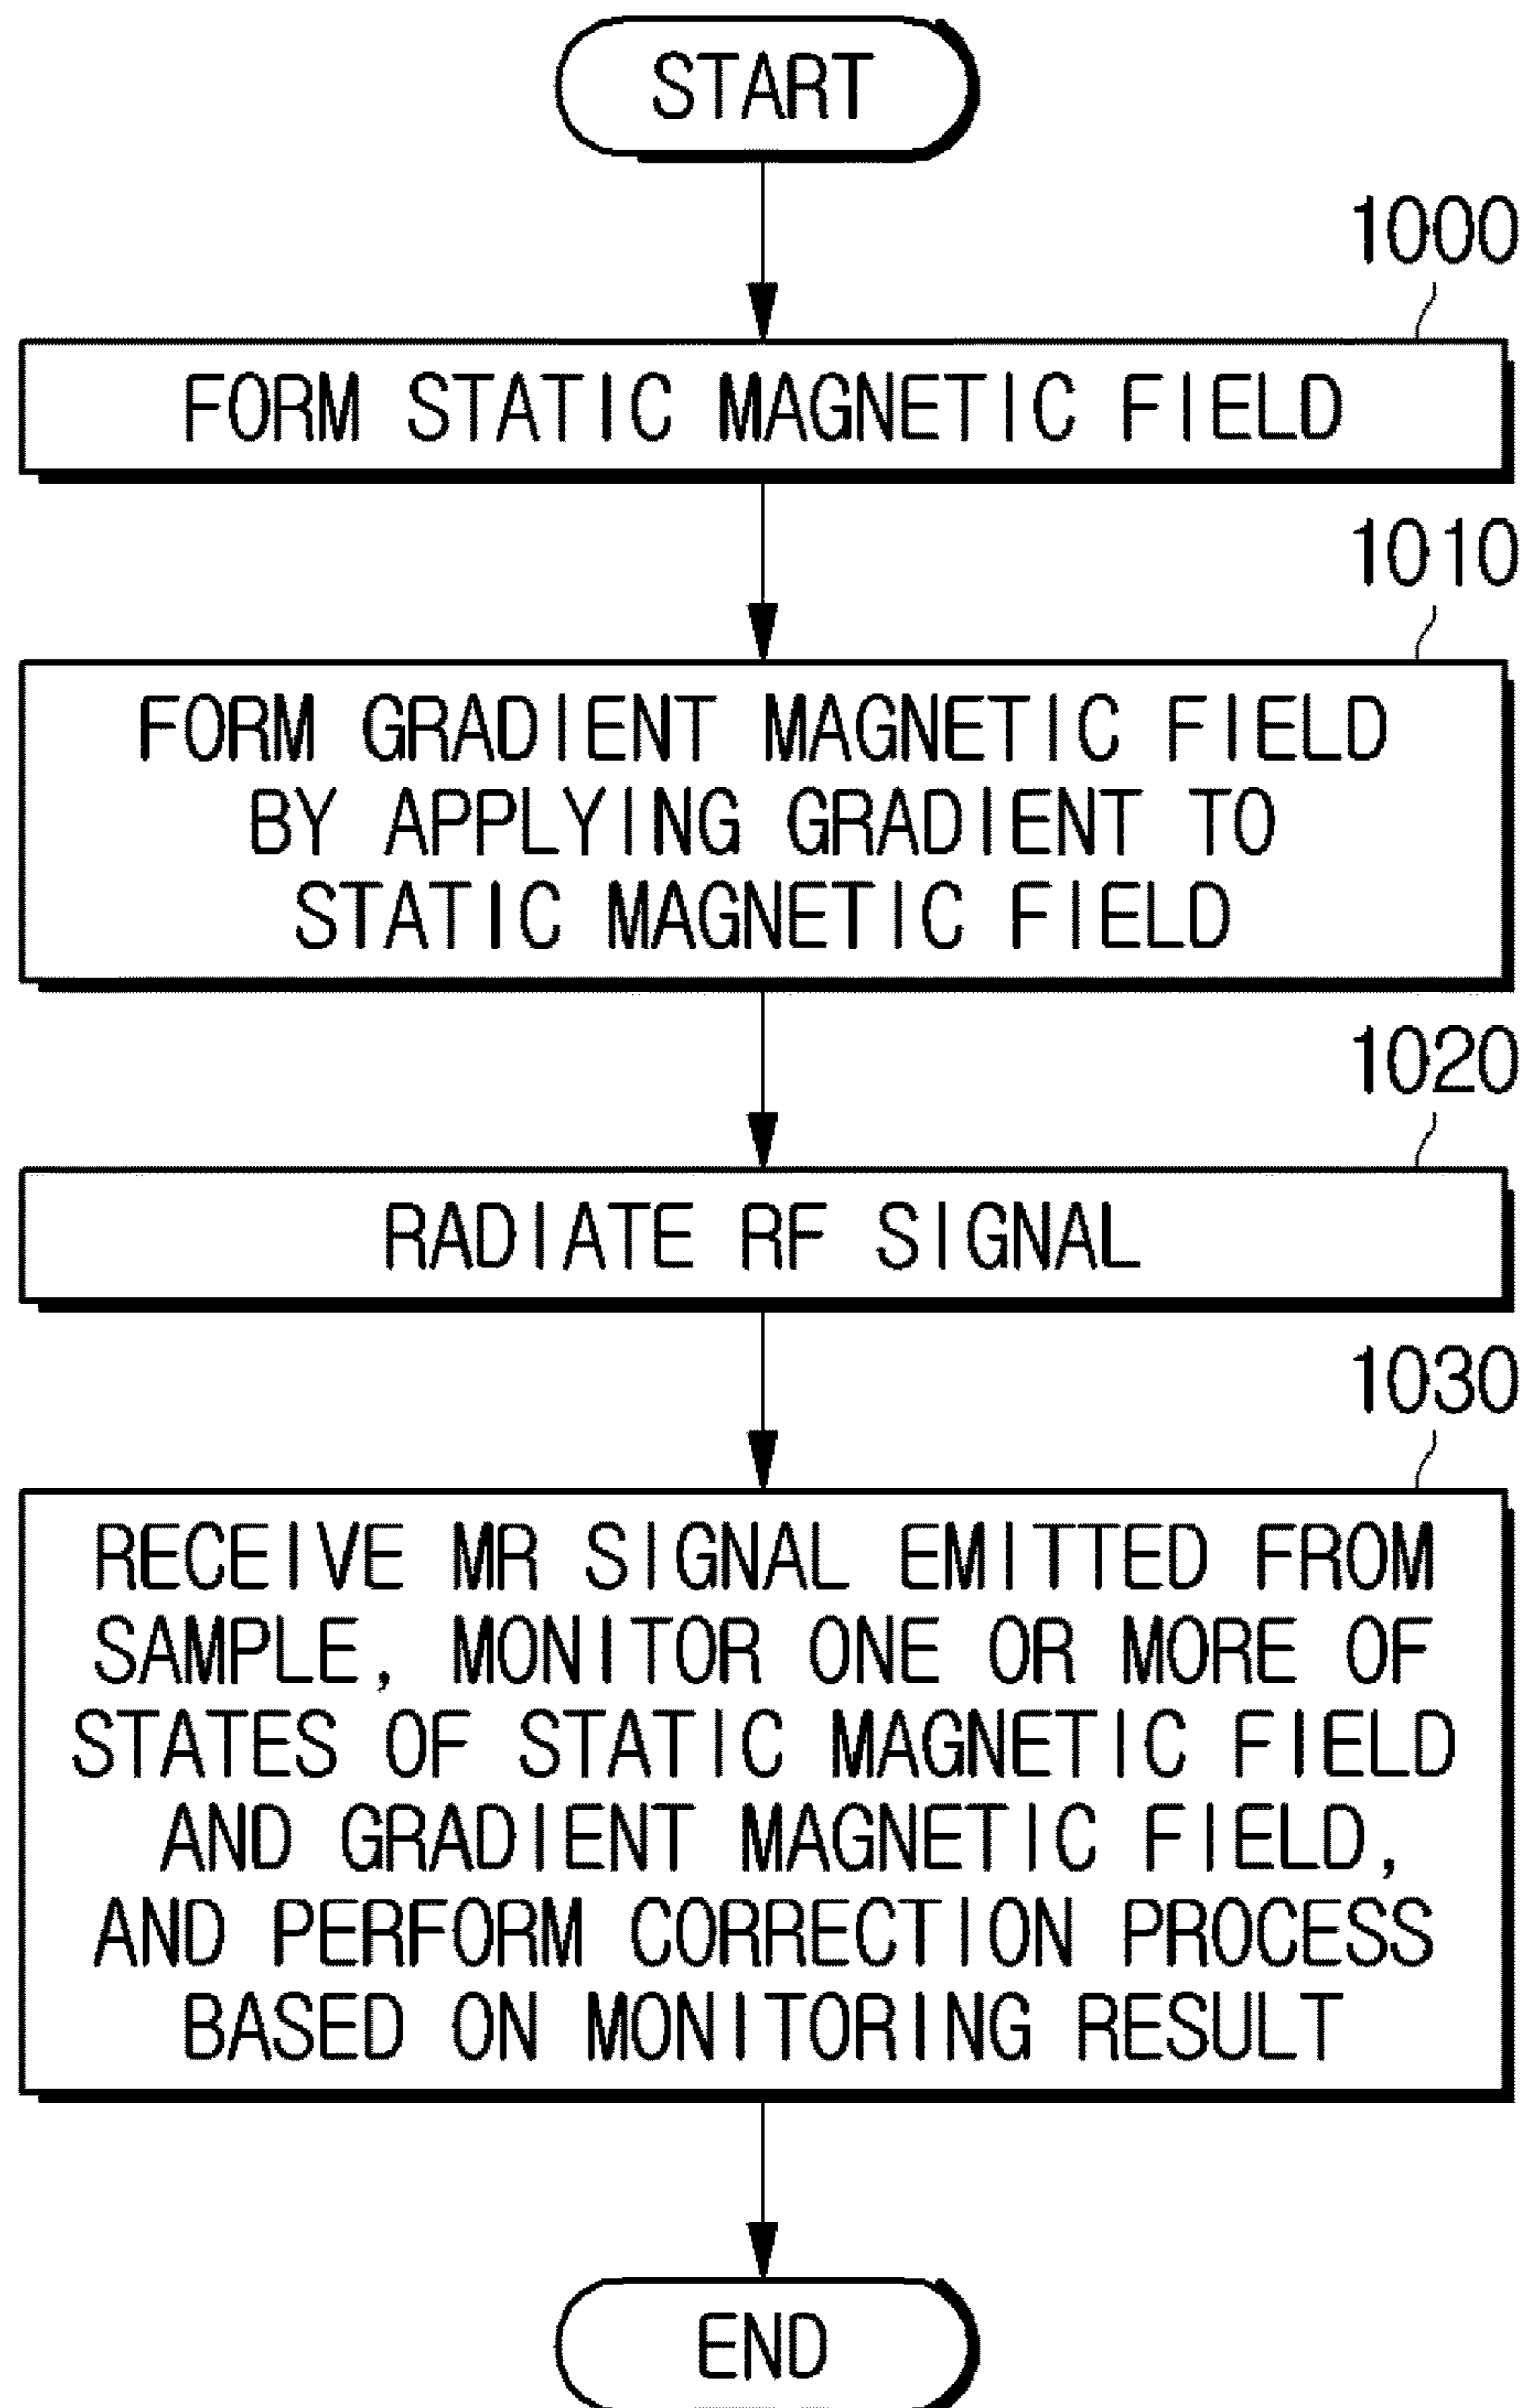 START
1000
FORM STATIC MAGNETIC FIELD
1010
FORM GRADIENT MAGNETIC FIELD
BY APPLYING GRADIENT TO
STATIC MAGNETIC FIELD
1020
RADIATE RF SIGNAL
1030
RECEIVE MR SIGNAL EMITTED FROM
SAMPLE, MONITOR ONE OR MORE OF
STATES OF STATIC MAGNETIC FIELD
AND GRADIENT MAGNETIC FIELD,
AND PERFORM CORRECTION PROCESS
BASED ON MONITORING RESULT
END